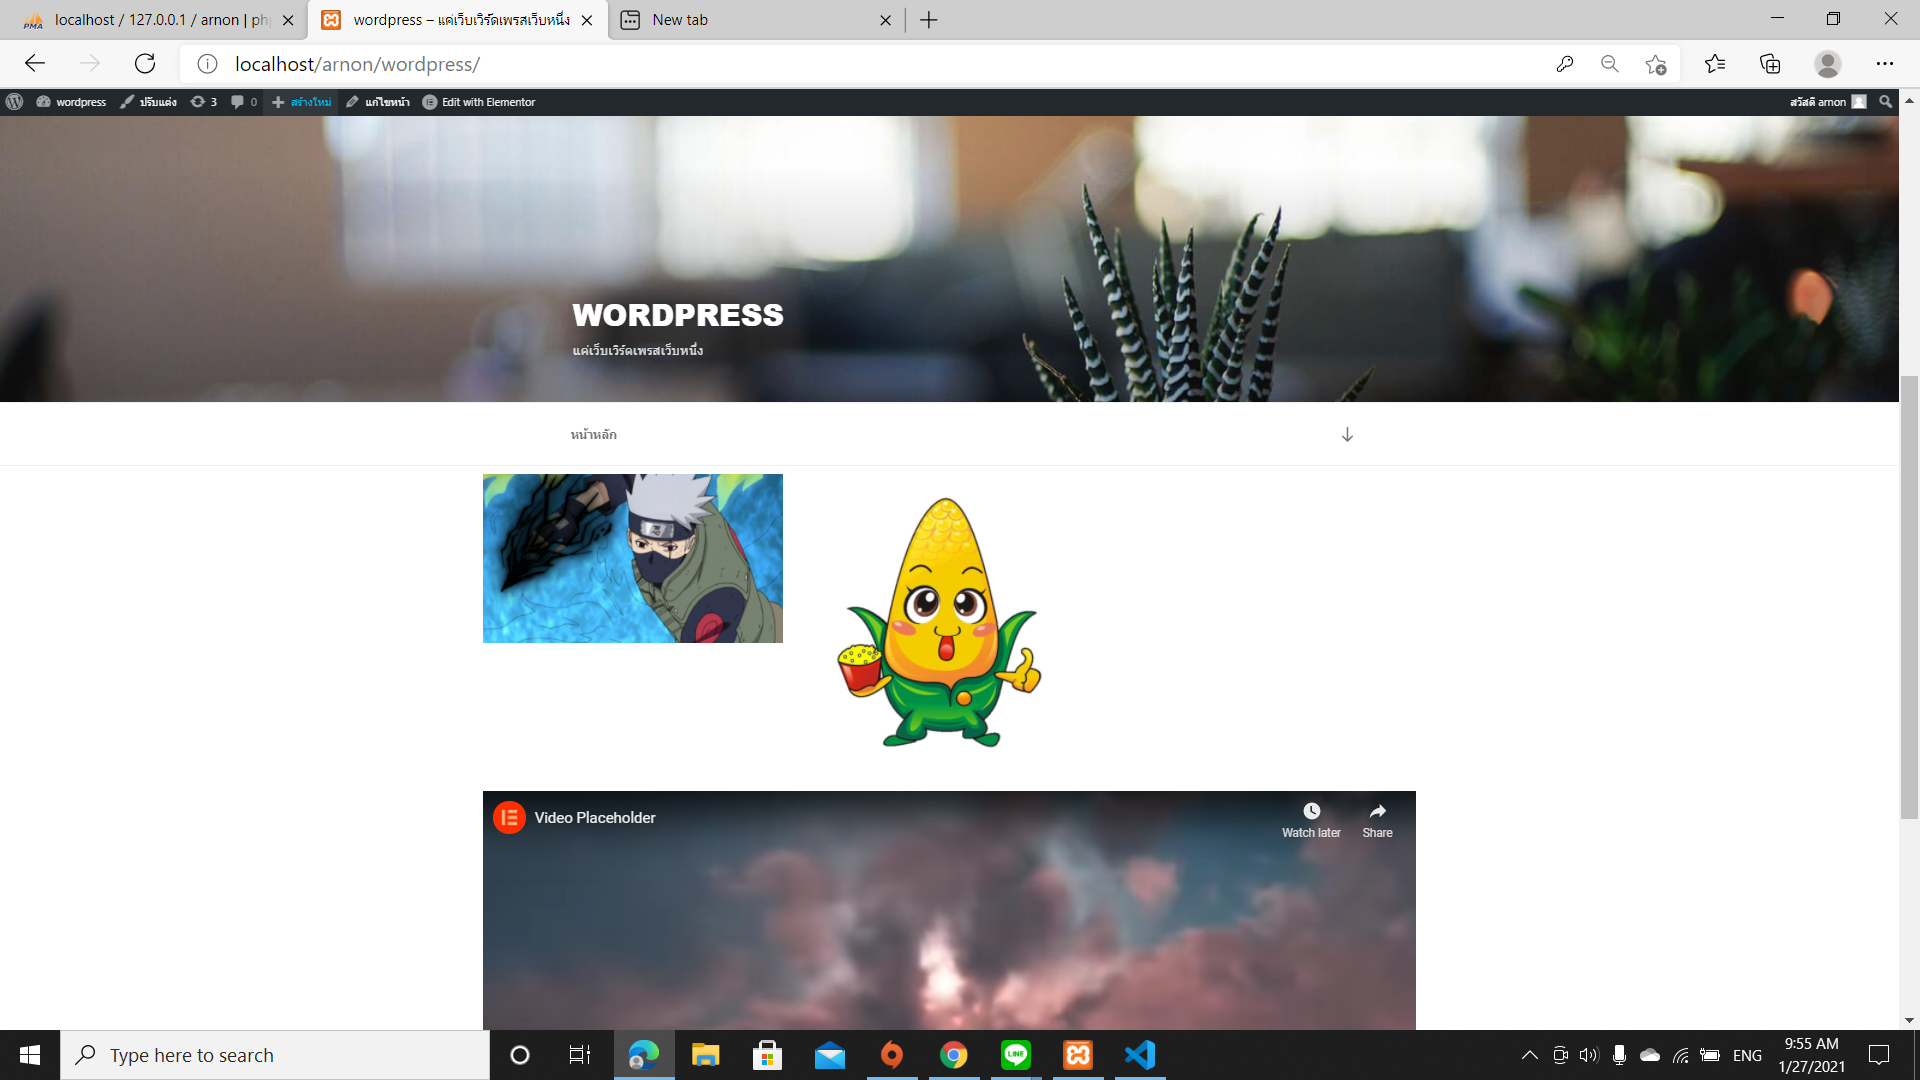 localhost / 127.0.0.1 / arnon | ph
wordpress – แค่เว็บเวิร์ดเพรสเว็บหนึ่ง
New tab
localhost/arnon/wordpress/
wordpress
ปรับแต่ง
3
0
สร้างใหม่
แก้ไขหน้า
Edit with Elementor
สวัสดี arnon
WORDPRESS
แค่เว็บเวิร์ดเพรสเว็บหนึ่ง
หน้าหลัก
Video Placeholder
Watch later
Share
Type here to search
LINE
ENG
9:55 AM
1/27/2021
PMA